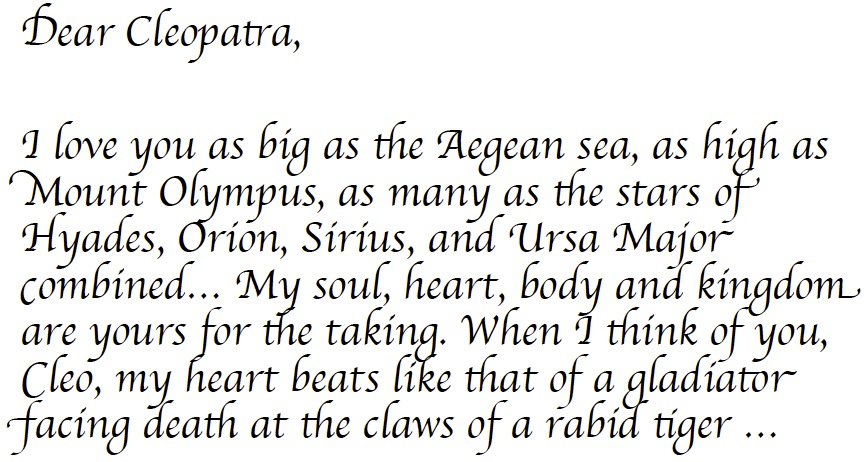 Dear Cleopatra,
I love you as big as the Aegean sea, as high as
Mount Olympus, as many as the stars of
Hyades, Orion, Sirius, and Ursa Major
combined... My soul, heart, body and kingdom
are yours for the taking. When I think of you,
Cleo, my heart beats like that of a gladiator
facing death at the claws of a rabid tiger ...